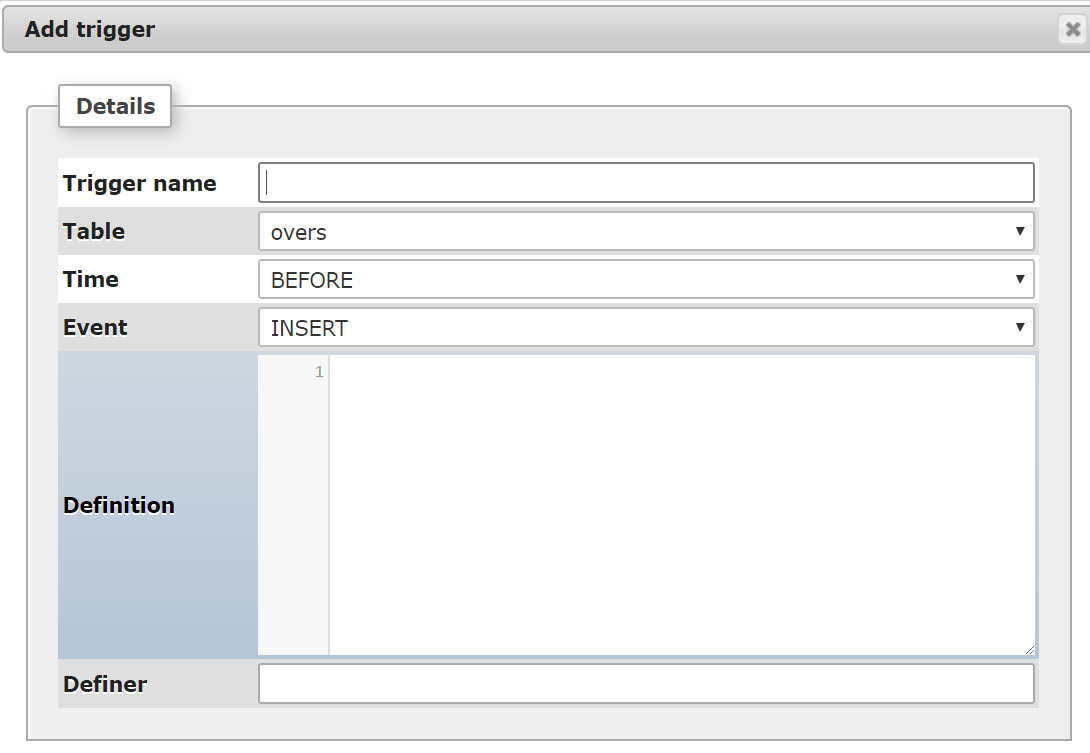 Add trigger
Details
Trigger name
Table overs
Time BEFORE
Event INSERT
1
Definition
Definer